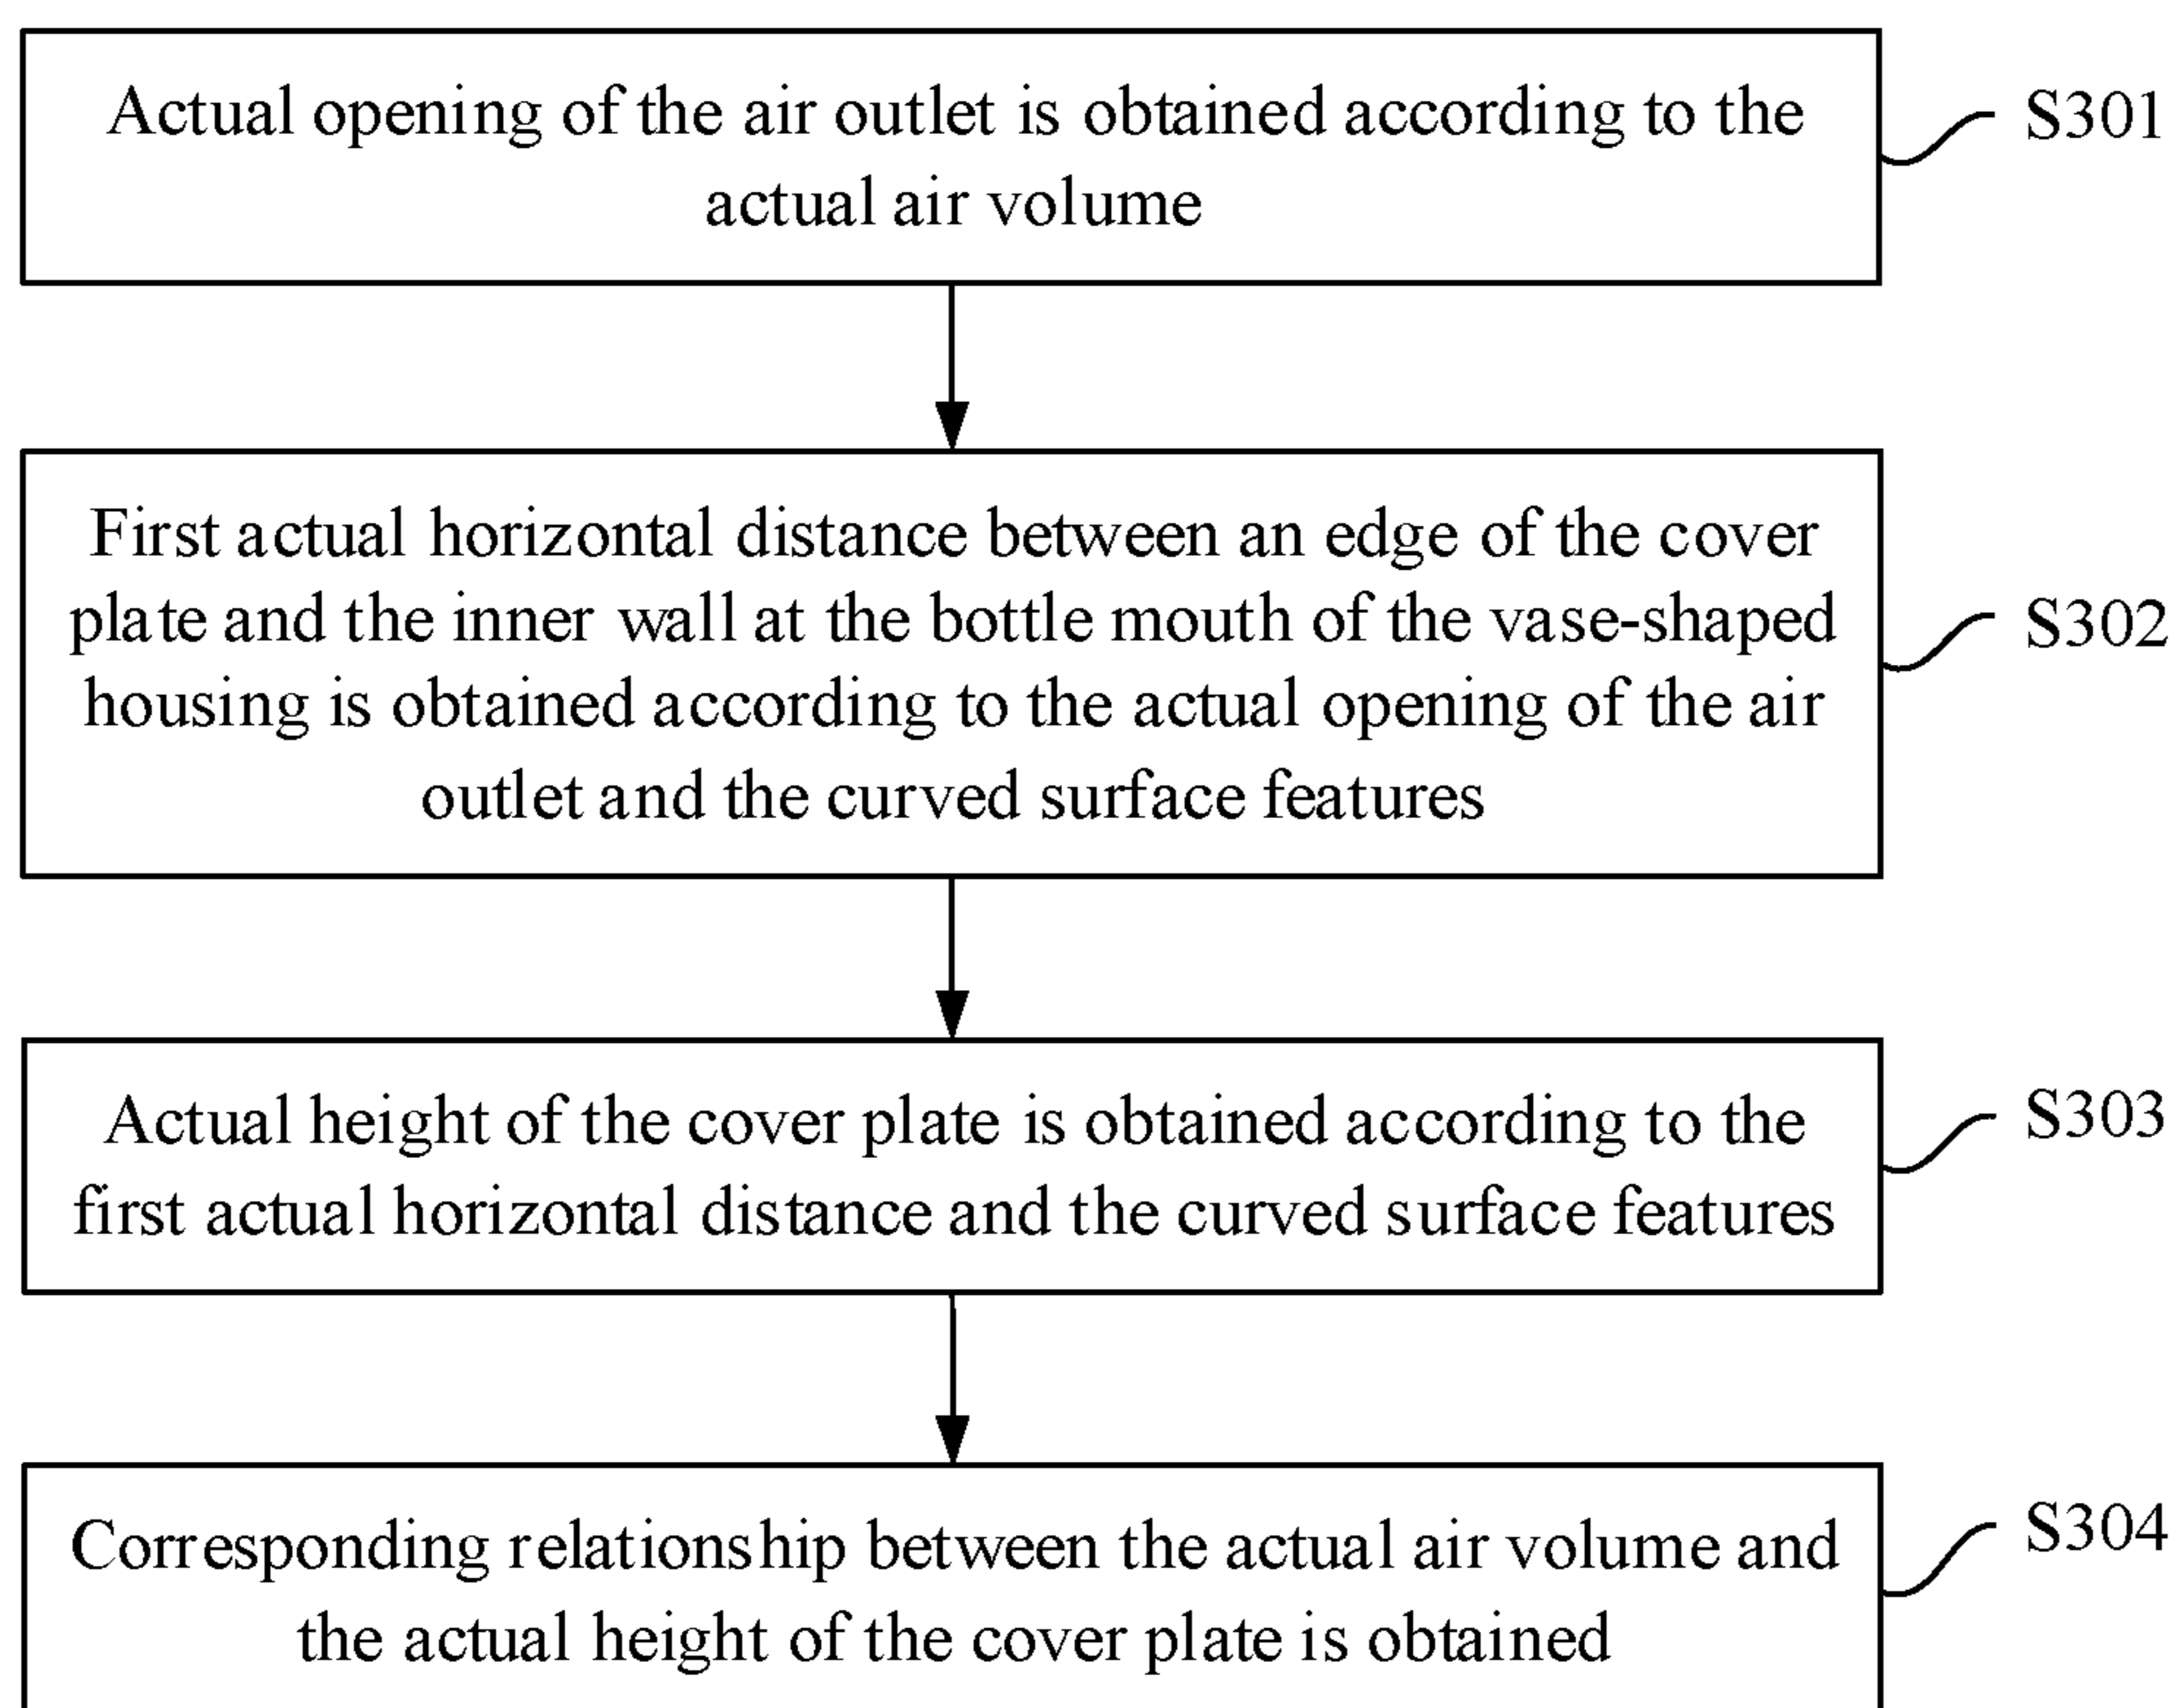 Actual opening of the air outlet is obtained according to the
actual air volume
S301
First actual horizontal distance between an edge of the cover
plate and the inner wall at the bottle mouth of the vase-shaped
housing is obtained according to the actual opening of the air
outlet and the curved surface features
S302
Actual height of the cover plate is obtained according to the
first actual horizontal distance and the curved surface features
S303
Corresponding relationship between the actual air volume and
the actual height of the cover plate is obtained
S304